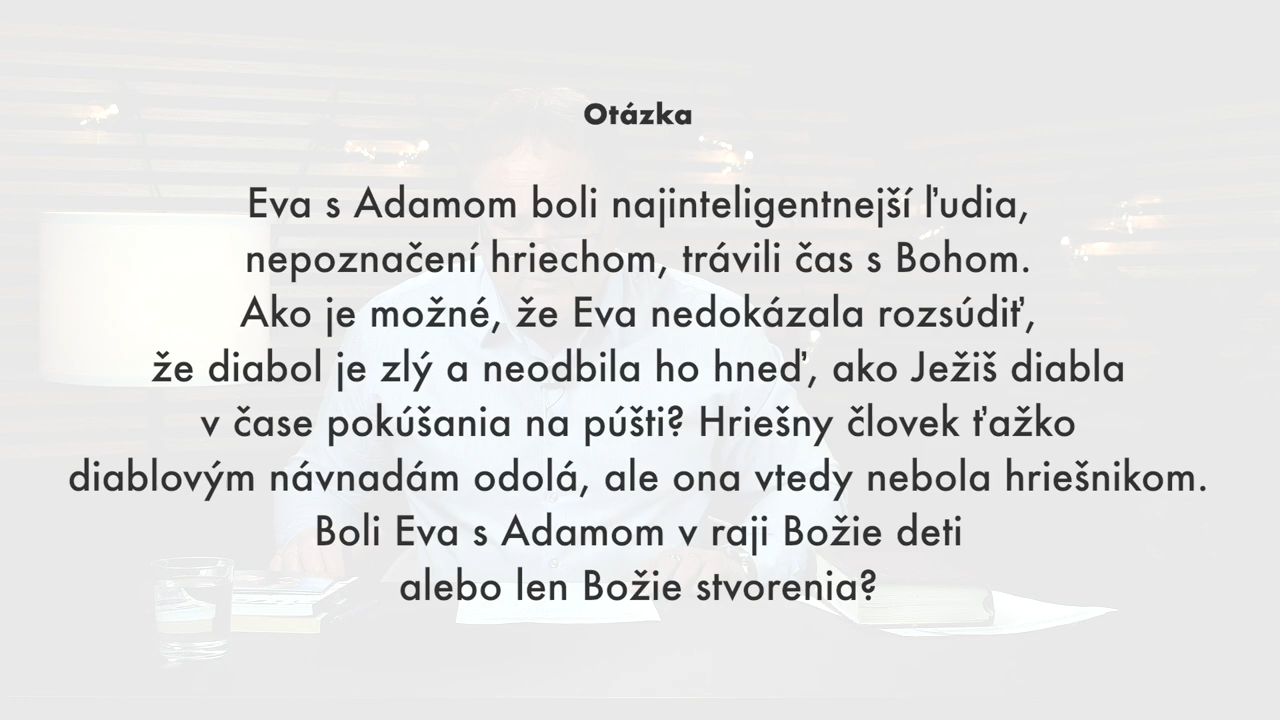 Otázka
Eva s Adamom boli najinteligentnejší ľudia,
nepoznačení hriechom, trávili čas s Bohom.
Ako je možné, že Eva nedokázala rozsúdiť,
že diabol je zlý a neodbila ho hneď, ako Ježiš diabla
v čase pokúšania na púšti? Hriešny človek ťažko
diablovým návnadám odolá, ale ona vtedy nebola hriešnikom.
Boli Eva s Adamom v raji Božie deti
alebo len Božie stvorenia?